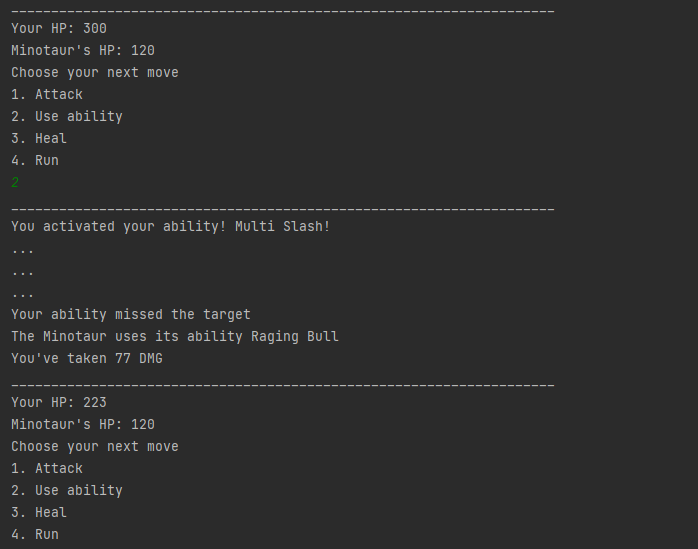 ____________________________________________________________________
Your HP: 300
Minotaur's HP: 120
Choose your next move
1. Attack
2. Use ability
3. Heal
4. Run
2
____________________________________________________________________
You activated your ability! Multi Slash!
...
...
...
Your ability missed the target
The Minotaur uses its ability Raging Bull
You've taken 77 DMG
____________________________________________________________________
Your HP: 223
Minotaur's HP: 120
Choose your next move
1. Attack
2. Use ability
3. Heal
4. Run